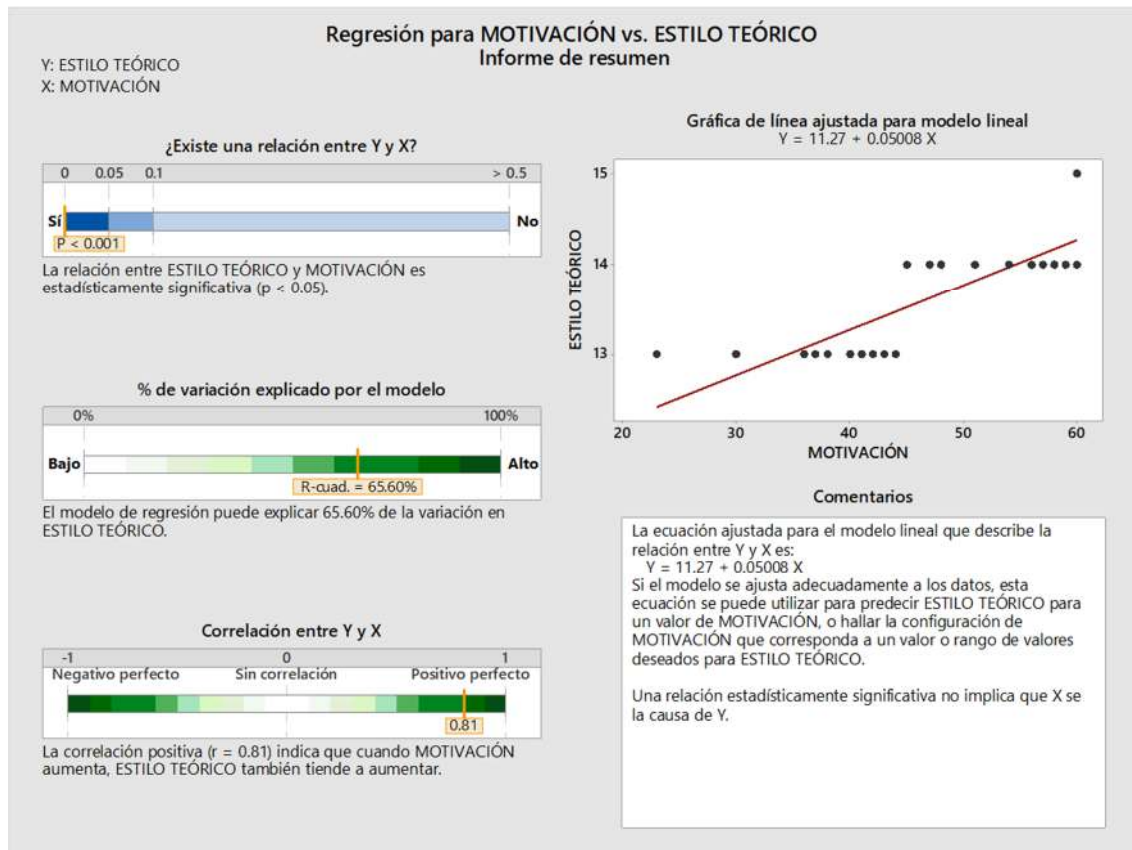 Regresión para MOTIVACIÓN vs. ESTILO TEÓRICO
Informe de resumen
Y: ESTILO TEÓRICO
X: MOTIVACIÓN
¿Existe una relación entre Y y X?
0 0.05 0.1 > 0.5
Sí No
P < 0.001
La relación entre ESTILO TEÓRICO y MOTIVACIÓN es
estadísticamente significativa (p < 0.05).
% de variación explicado por el modelo
0% 100%
Bajo Alto
R-cuad. = 65.60%
El modelo de regresión puede explicar 65.60% de la variación en
ESTILO TEÓRICO.
Correlación entre Y y X
-1 0 1
Negativo perfecto Sin correlación Positivo perfecto
0.81
La correlación positiva (r = 0.81) indica que cuando MOTIVACIÓN
aumenta, ESTILO TEÓRICO también tiende a aumentar.
Gráfica de línea ajustada para modelo lineal
Y = 11.27 + 0.05008 X
15
14
13
ESTILO TEÓRICO
20 30 40 50 60
MOTIVACIÓN
Comentarios
La ecuación ajustada para el modelo lineal que describe la
relación entre Y y X es:
Y = 11.27 + 0.05008 X
Si el modelo se ajusta adecuadamente a los datos, esta
ecuación se puede utilizar para predecir ESTILO TEÓRICO para
un valor de MOTIVACIÓN, o hallar la configuración de
MOTIVACIÓN que corresponda a un valor o rango de valores
deseados para ESTILO TEÓRICO.
Una relación estadísticamente significativa no implica que X se
la causa de Y.